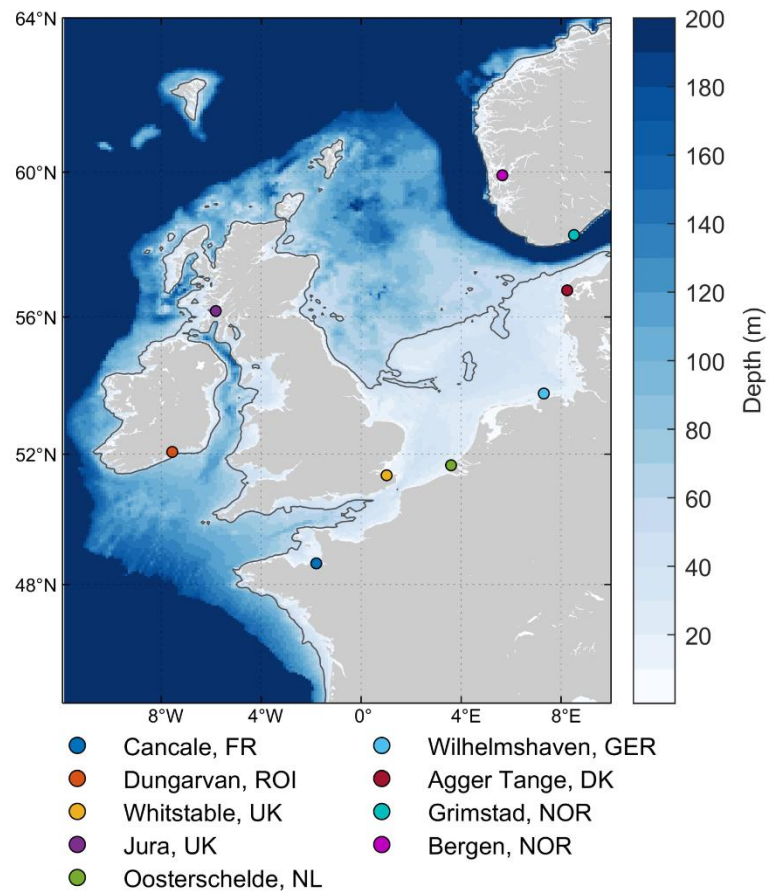 64°N
60°N
56°N
52°N
48°N
8°W 4°W 0° 4°E 8°E
200
180
160
140
120
100
80
60
40
20
Depth (m)
Cancale, FR
Dungarvan, ROI
Whitstable, UK
Jura, UK
Oosterschelde, NL
Wilhelmshaven, GER
Agger Tange, DK
Grimstad, NOR
Bergen, NOR